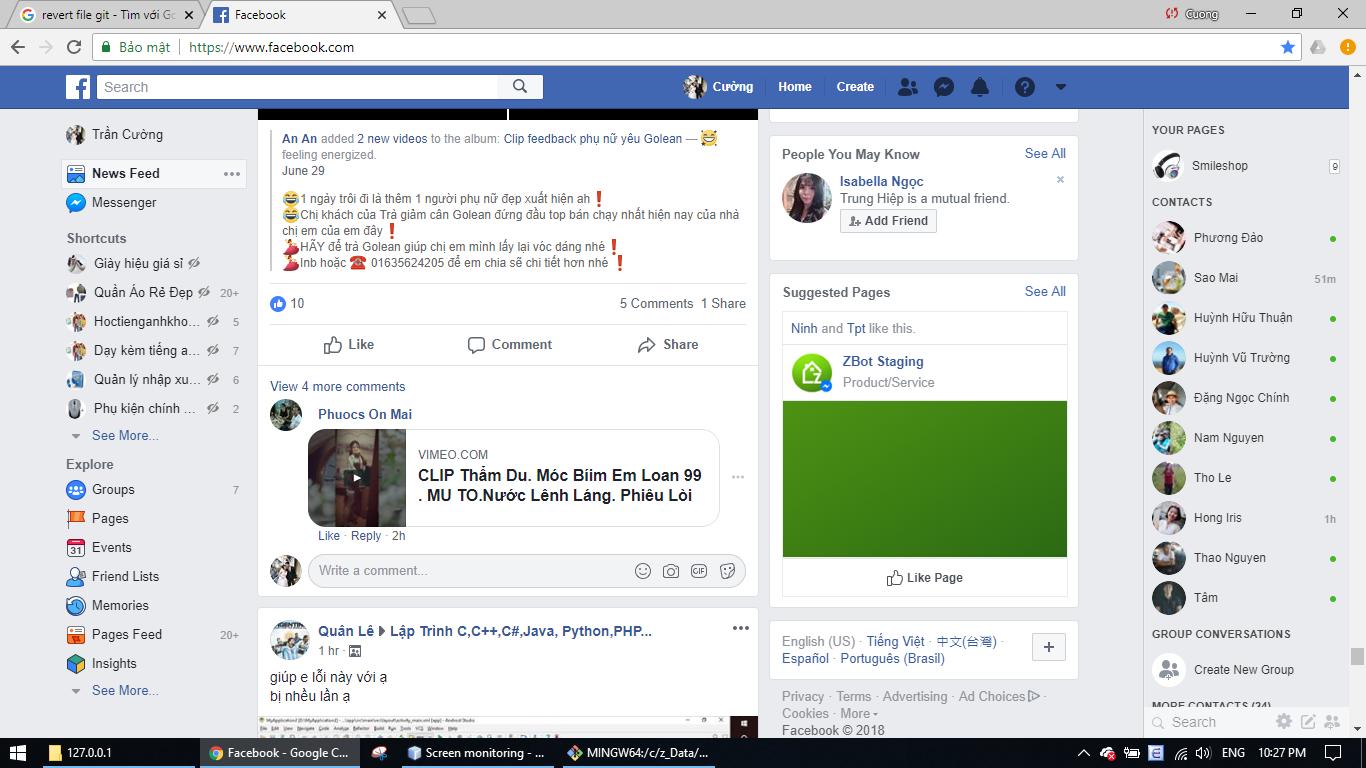 revert file git - Tìm với Go
Facebook
Cuong
Bảo mật
https://www.facebook.com
Search
Cường
Home
Create
Trần Cường
News Feed
Messenger
Shortcuts
Giày hiệu giá sỉ
Quần Áo Rẻ Đẹp 20+
Hoctienganhkho... 5
Dạy kèm tiếng a... 7
Quản lý nhập xu... 6
Phụ kiện chính ... 2
See More...
Explore
Groups 7
Pages
Events
Friend Lists
Memories
Pages Feed 20+
Insights
See More...
An An added 2 new videos to the album: Clip feedback phụ nữ yêu Golean — 😅
feeling energized.
June 29
😅1 ngày trôi đi là thêm 1 người phụ nữ đẹp xuất hiện ah❗
😅Chị khách của Trà giảm cân Golean đứng đầu top bán chạy nhất hiện nay của nhà
chị em của em đây❗
💃HÃY để trà Golean giúp chị em mình lấy lại vóc dáng nhé❗
💃Inb hoặc ☎ 01635624205 để em chia sẽ chi tiết hơn nhé ❗
10
5 Comments 1 Share
Like
Comment
Share
View 4 more comments
Phuocs On Mai
VIMEO.COM
CLIP Thẩm Du. Móc Biim Em Loan 99
. MU TO.Nước Lênh Láng. Phiêu Lòi
Like · Reply · 2h
Write a comment...
GIF
Quân Lê
Lập Trình C,C++,C#,Java, Python,PHP...
1 hr ·
giúp e lỗi này với ạ
bị nhều lần ạ
People You May Know
See All
Isabella Ngọc
Trung Hiệp is a mutual friend.
Add Friend
Suggested Pages
See All
Ninh and Tpt like this.
ZBot Staging
Product/Service
Like Page
English (US) · Tiếng Việt · 中文(台灣) ·
Español · Português (Brasil)
Privacy · Terms · Advertising · Ad Choices ·
Cookies · More
Facebook © 2018
YOUR PAGES
Smileshop 9
CONTACTS
Phương Đảo
Sao Mai 51m
Huỳnh Hữu Thuận
Huỳnh Vũ Trường
Đặng Ngọc Chính
Nam Nguyen
Tho Le
Hong Iris 1h
Thao Nguyen
Tâm
GROUP CONVERSATIONS
Create New Group
MORE CONTACTS (24)
Search
127.0.0.1
Facebook - Google C...
Screen monitoring - ...
MINGW64:/c/z_Data/...
ENG
10:27 PM